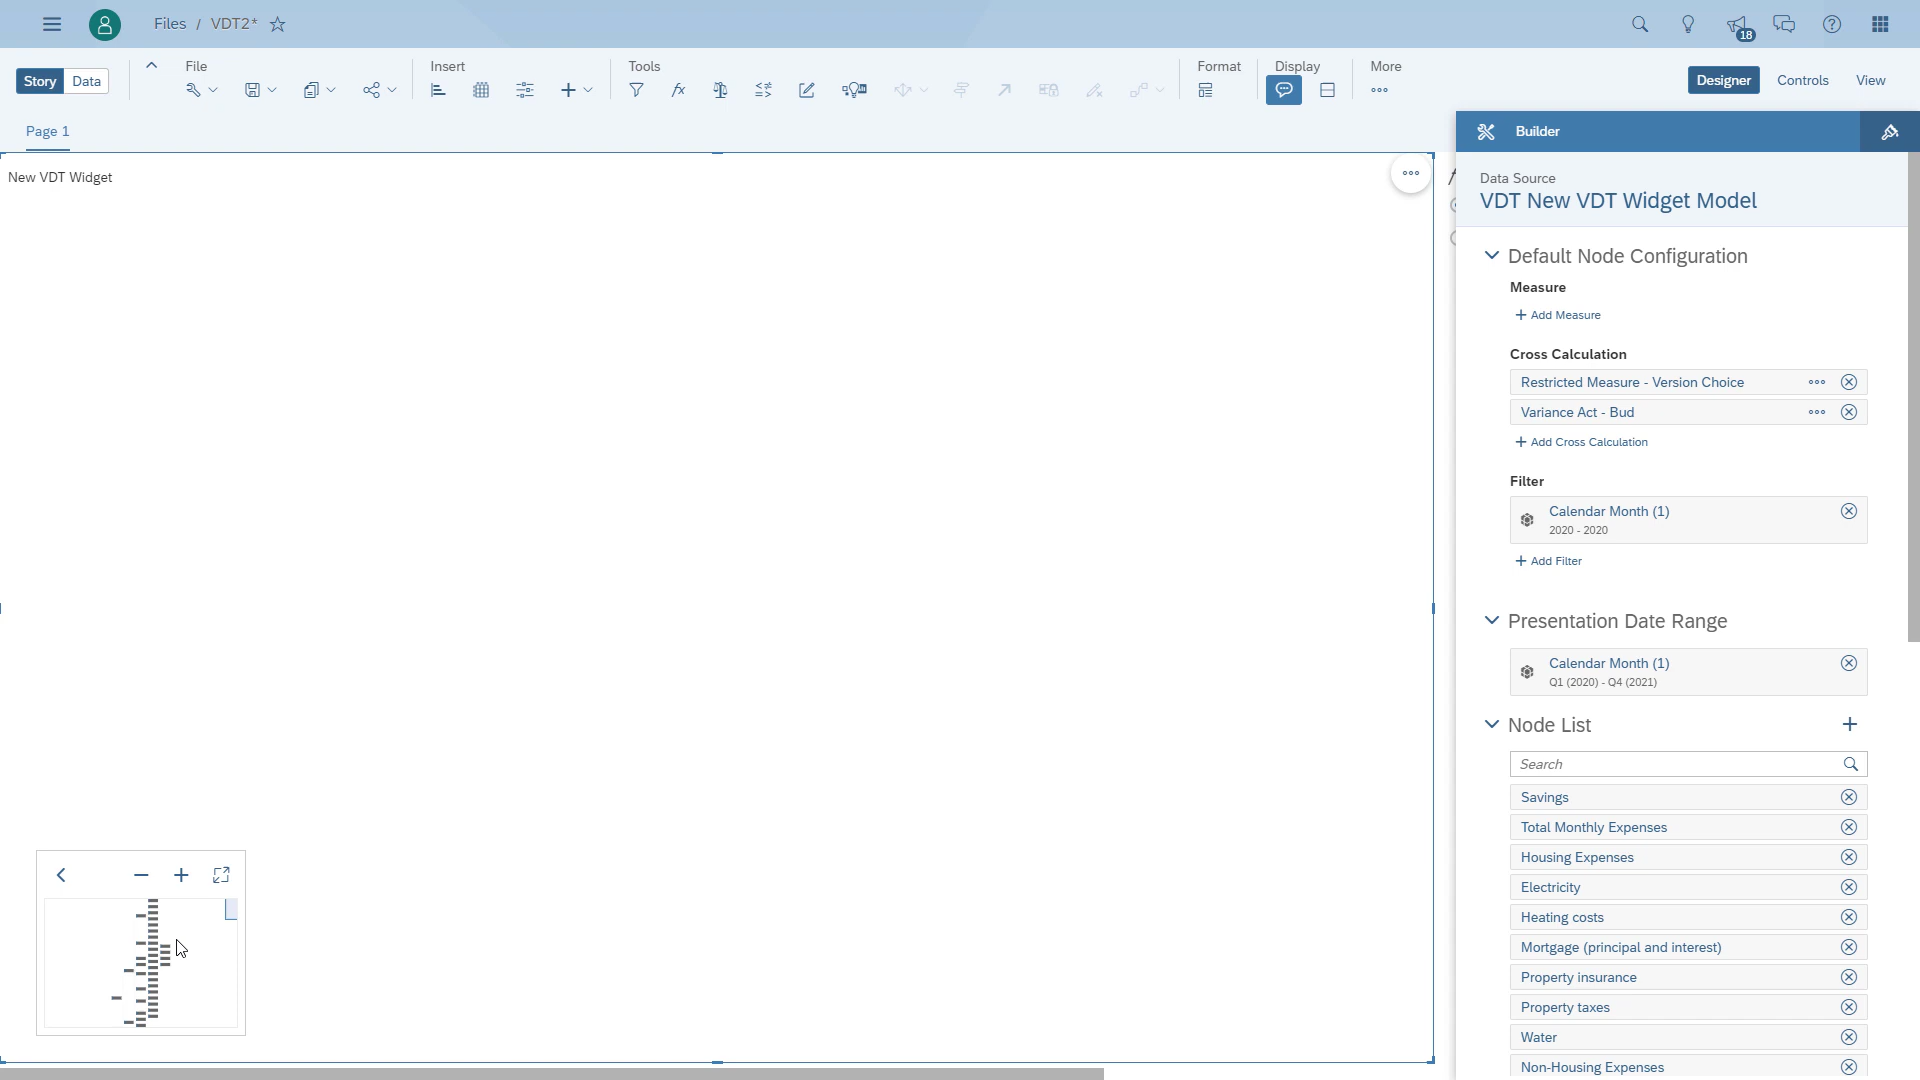 Files / VDT2*
18
Story Data
File
Insert
Tools
Format
Display
More
Designer Controls View
Page 1
New VDT Widget
Builder
Data Source
VDT New VDT Widget Model
Default Node Configuration
Measure
+ Add Measure
Cross Calculation
Restricted Measure - Version Choice
Variance Act - Bud
+ Add Cross Calculation
Filter
Calendar Month (1)
2020 - 2020
+ Add Filter
Presentation Date Range
Calendar Month (1)
Q1 (2020) - Q4 (2021)
Node List
Search
Savings
Total Monthly Expenses
Housing Expenses
Electricity
Heating costs
Mortgage (principal and interest)
Property insurance
Property taxes
Water
Non-Housing Expenses